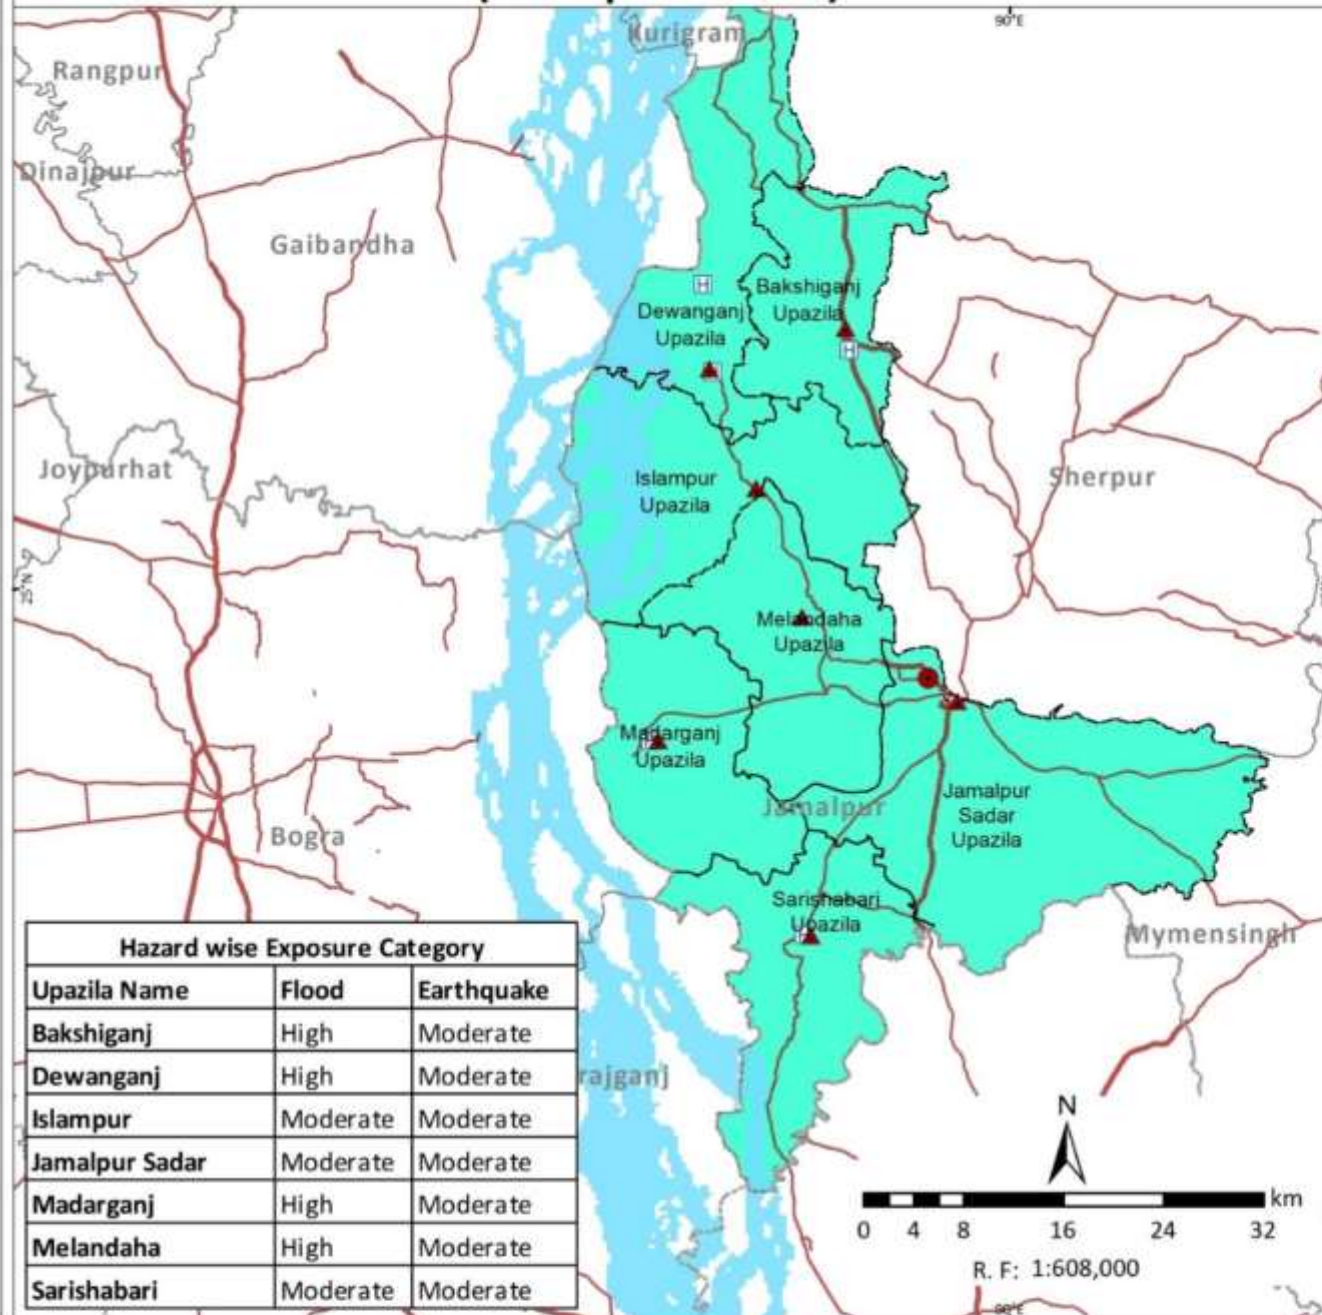 Kurigram
90°E
Rangpur
Dinajpur
Gaibandha
H
Bakshiganj
Upazila
Dewanganj
Upazila
H
Joypurhat
Islampur
Upazila
Sherpur
25°N
Melandaha
Upazila
Madarganj
Upazila
Jamalpur
Jamalpur
Sadar
Upazila
Bogra
Sarishabari
Upazila
Mymensingh
rajganj
Hazard wise Exposure Category
Upazila Name Flood Earthquake
Bakshiganj High Moderate
Dewanganj High Moderate
Islampur Moderate Moderate
Jamalpur Sadar Moderate Moderate
Madarganj High Moderate
Melandaha High Moderate
Sarishabari Moderate Moderate
N
km
0 4 8 16 24 32
R. F: 1:608,000
90°E